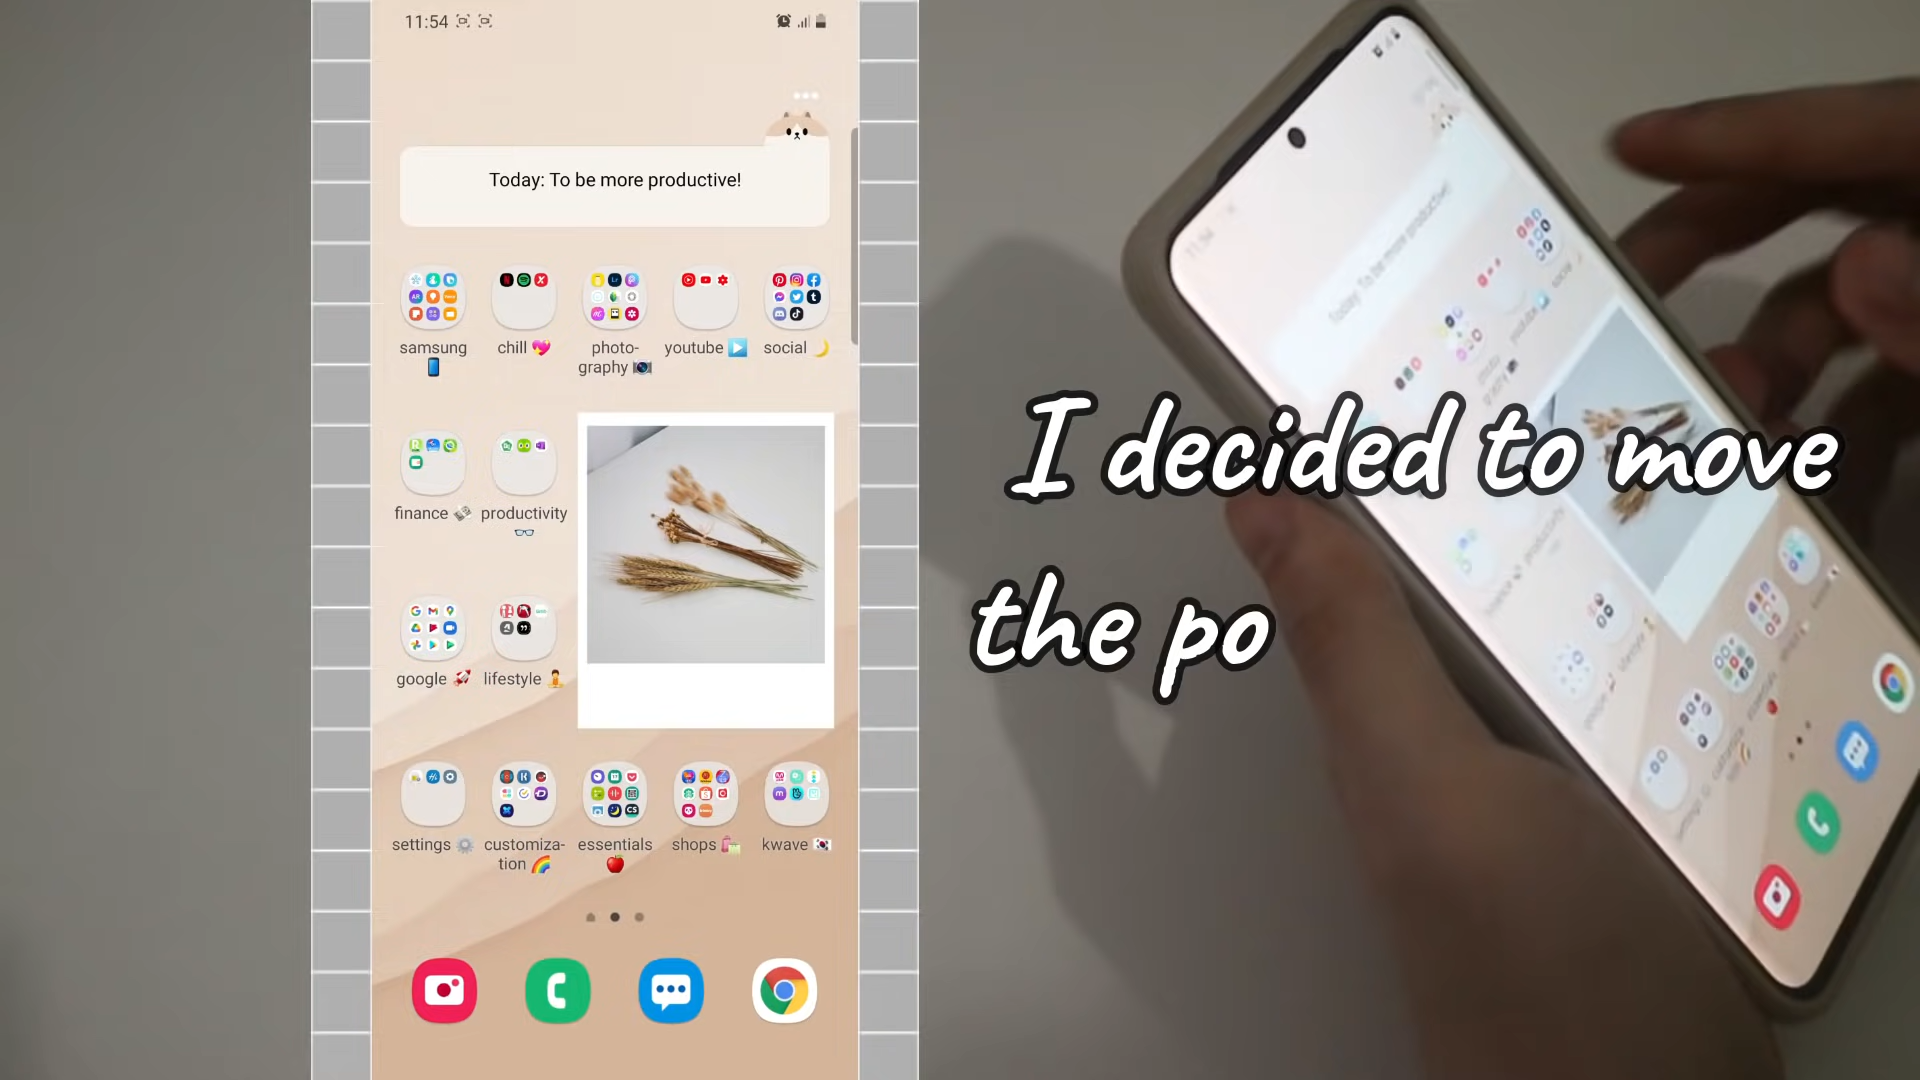 11:54
Today: To be more productive!
samsung 📱
chill 💖
photo-
graphy 📷
youtube ▶️
social 🌙
finance 💸
productivity
👓
google 🚀
lifestyle 🧘
settings ⚙️
customiza-
tion 🌈
essentials
🍎
shops 🛍️
kwave 🇰🇷
I decided to move
the po